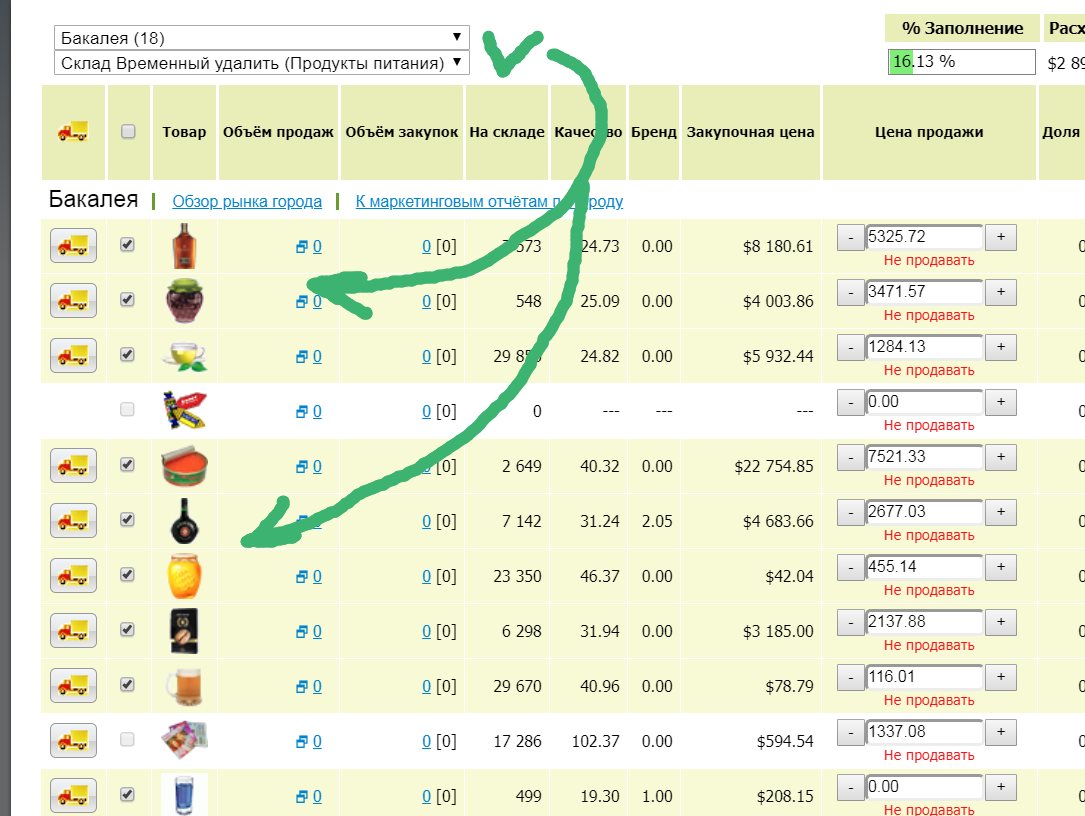 Бакалея (18) ▼
% Заполнение Расх
Склад Временный удалить (Продукты питания) ▼
16.13 % $2 89
Товар Объём продаж Объём закупок На складе Качество Бренд Закупочная цена Цена продажи Доля
Бакалея | Обзор рынка города | К маркетинговым отчётам по городу
0 0 [0] 24.73 0.00 $8 180.61 - 5325.72 + 0
Не продавать
0 0 [0] 548 25.09 0.00 $4 003.86 - 3471.57 + 0
Не продавать
0 0 [0] 24.82 0.00 $5 932.44 - 1284.13 + 0
Не продавать
0 0 [0] 0 --- --- --- - 0.00 + 0
Не продавать
0 0 [0] 2 649 40.32 0.00 $22 754.85 - 7521.33 + 0
Не продавать
0 0 [0] 7 142 31.24 2.05 $4 683.66 - 2677.03 + 0
Не продавать
0 0 [0] 23 350 46.37 0.00 $42.04 - 455.14 + 0
Не продавать
0 0 [0] 6 298 31.94 0.00 $3 185.00 - 2137.88 + 0
Не продавать
0 0 [0] 29 670 40.96 0.00 $78.79 - 116.01 + 0
Не продавать
0 0 [0] 17 286 102.37 0.00 $594.54 - 1337.08 + 0
Не продавать
0 0 [0] 499 19.30 1.00 $208.15 - 0.00 + 0
Не продавать